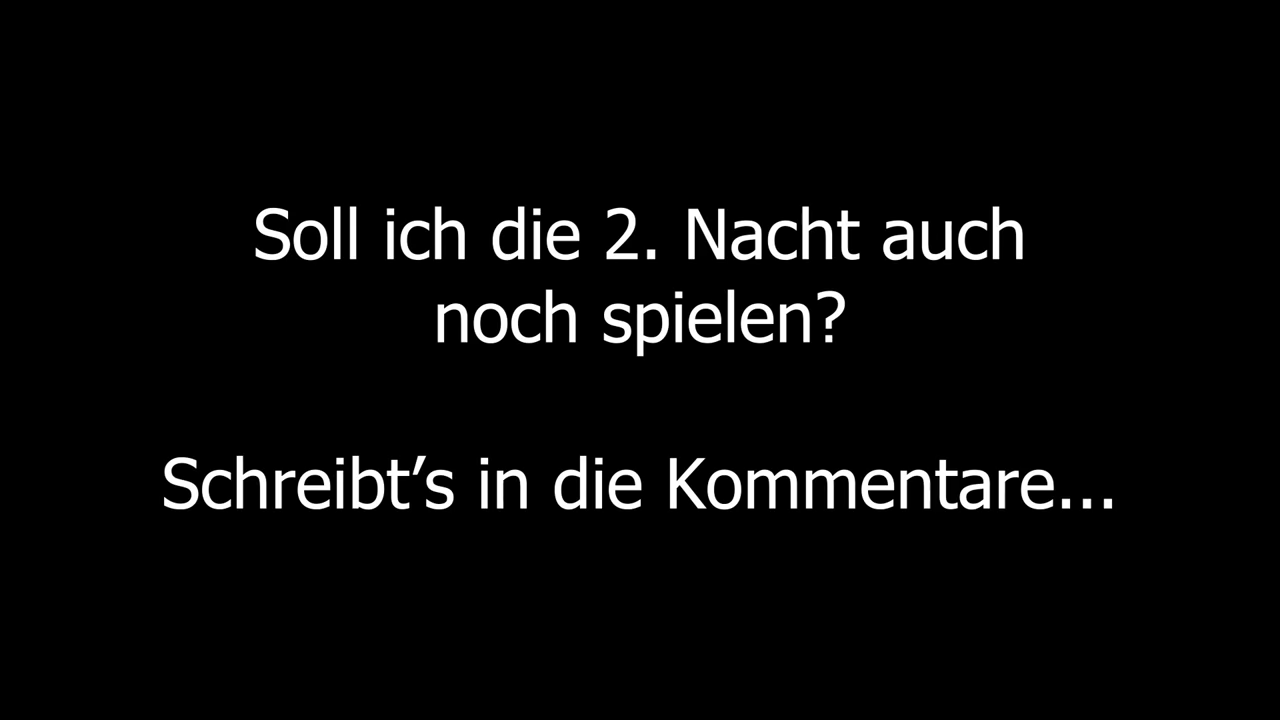 Soll ich die 2. Nacht auch
noch spielen?
Schreibt’s in die Kommentare...